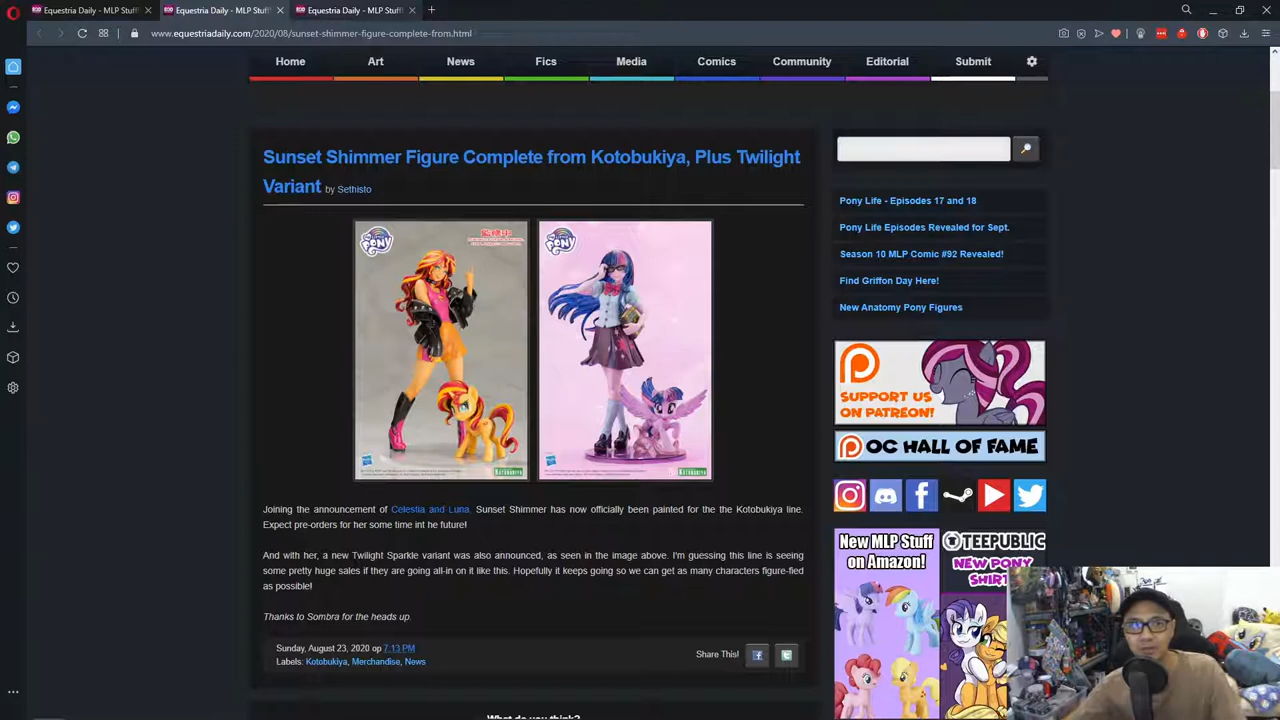 Equestria Daily - MLP Stuff!
Equestria Daily - MLP Stuff!
Equestria Daily - MLP Stuff!
www.equestriadaily.com/2020/08/sunset-shimmer-figure-complete-from.html
Home
Art
News
Fics
Media
Comics
Community
Editorial
Submit
Sunset Shimmer Figure Complete from Kotobukiya, Plus Twilight
Variant by Sethisto
Joining the announcement of Celestia and Luna, Sunset Shimmer has now officially been painted for the the Kotobukiya line.
Expect pre-orders for her some time int he future!
And with her, a new Twilight Sparkle variant was also announced, as seen in the image above. I'm guessing this line is seeing
some pretty huge sales if they are going all-in on it like this. Hopefully it keeps going so we can get as many characters figure-fied
as possible!
Thanks to Sombra for the heads up.
Sunday, August 23, 2020 op 7:13 PM
Labels: Kotobukiya, Merchandise, News
Share This!
What do you think?
Pony Life - Episodes 17 and 18
Pony Life Episodes Revealed for Sept.
Season 10 MLP Comic #92 Revealed!
Find Griffon Day Here!
New Anatomy Pony Figures
SUPPORT US
ON PATREON!
OC HALL OF FAME
New MLP Stuff
on Amazon!
TEEPUBLIC
NEW PONY